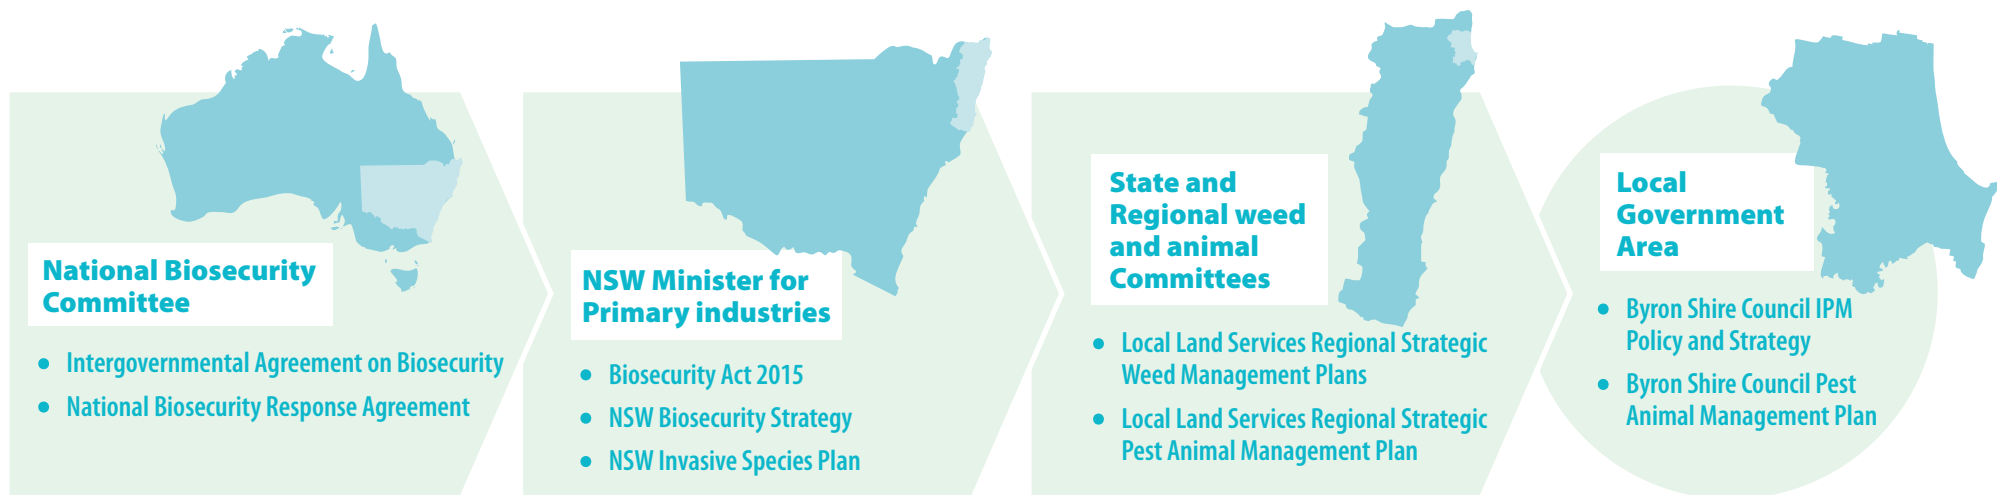 National Biosecurity
Committee
• Intergovernmental Agreement on Biosecurity
• National Biosecurity Response Agreement
NSW Minister for
Primary industries
• Biosecurity Act 2015
• NSW Biosecurity Strategy
• NSW Invasive Species Plan
State and
Regional weed
and animal
Committees
• Local Land Services Regional Strategic
Weed Management Plans
• Local Land Services Regional Strategic
Pest Animal Management Plan
Local
Government
Area
• Byron Shire Council IPM
Policy and Strategy
• Byron Shire Council Pest
Animal Management Plan